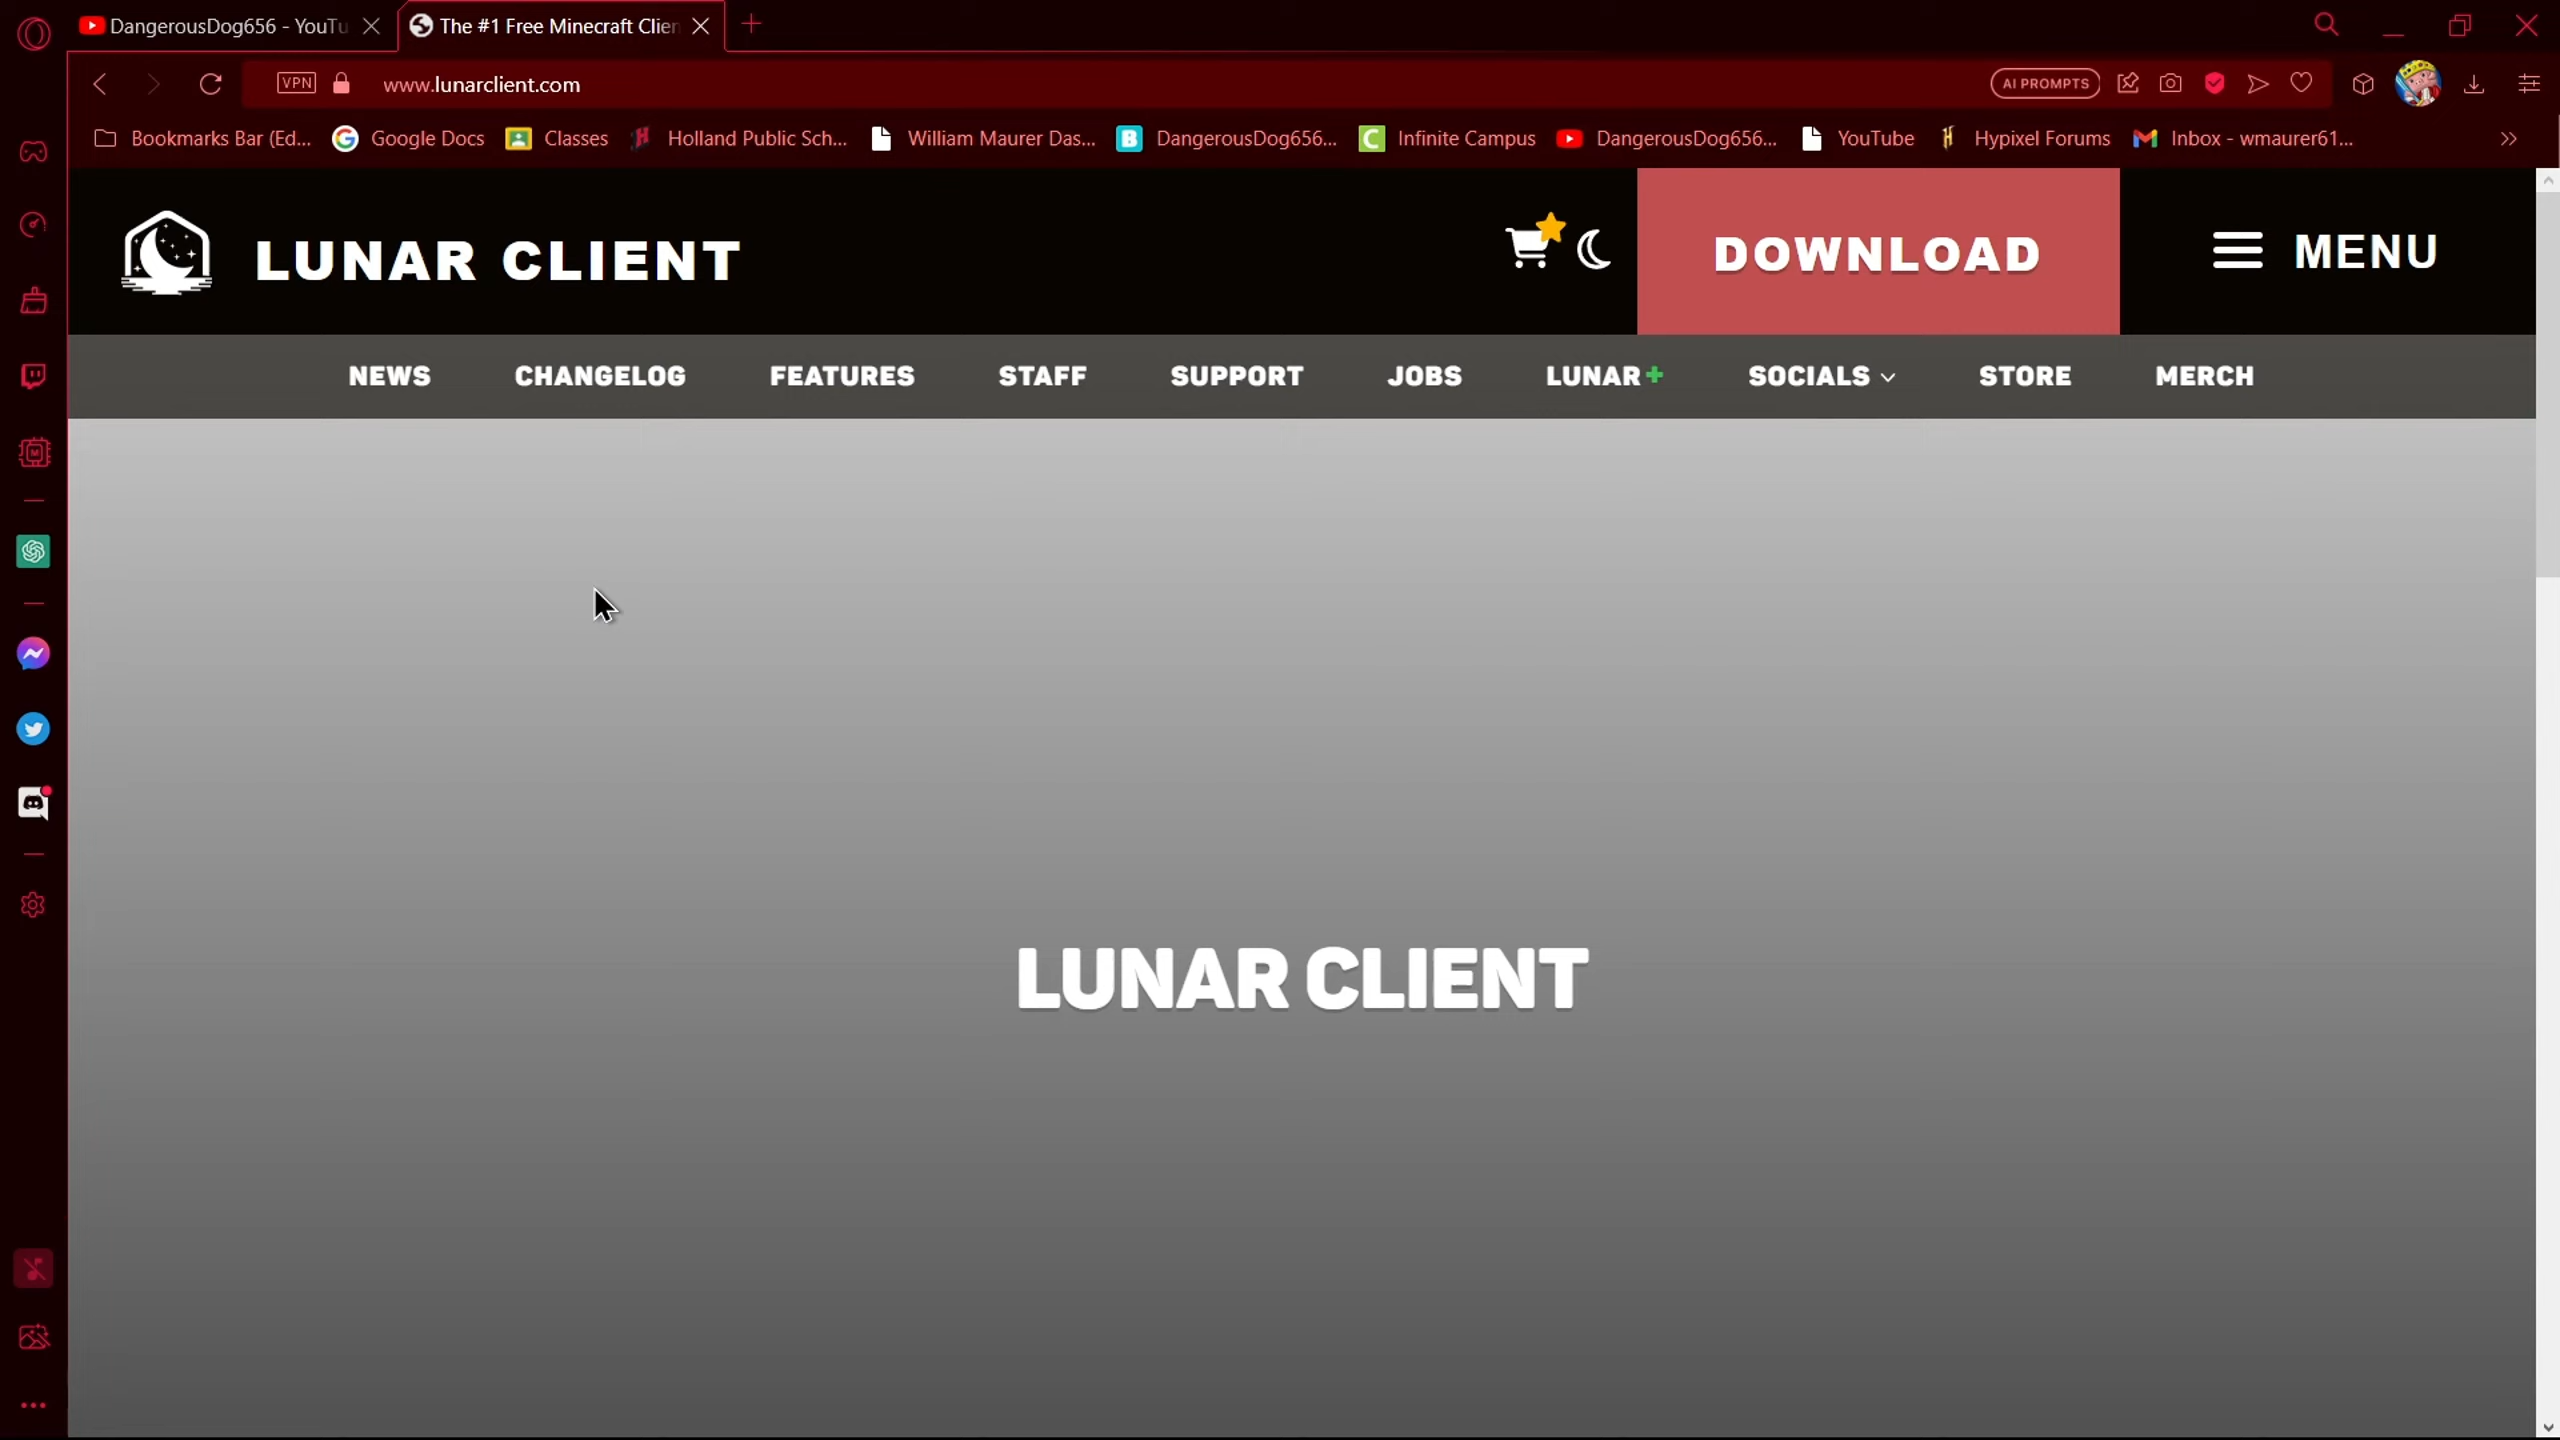 DangerousDog656 - YouTu
The #1 Free Minecraft Clien
VPN
www.lunarclient.com
AI PROMPTS
Bookmarks Bar (Ed...
Google Docs
Classes
Holland Public Sch...
William Maurer Das...
DangerousDog656...
Infinite Campus
DangerousDog656...
YouTube
Hypixel Forums
Inbox - wmaurer61...
LUNAR CLIENT
DOWNLOAD
MENU
NEWS
CHANGELOG
FEATURES
STAFF
SUPPORT
JOBS
LUNAR+
SOCIALS
STORE
MERCH
LUNAR CLIENT